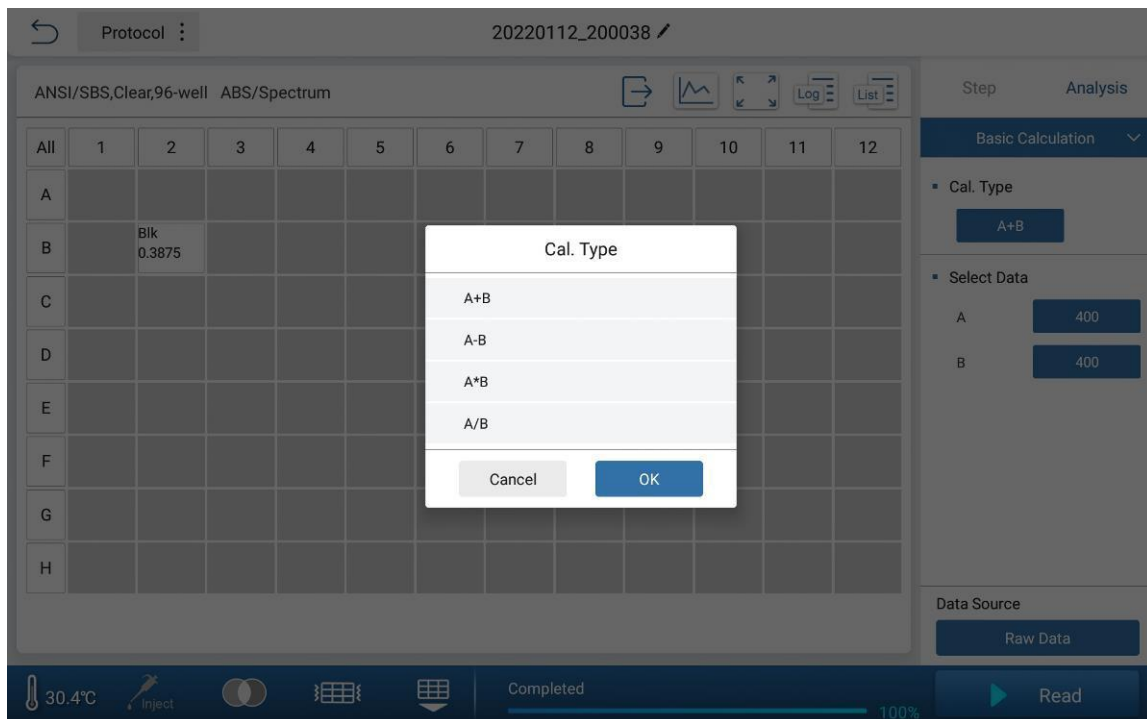 Protocol
20220112_200038
ANSI/SBS,Clear,96-well ABS/Spectrum
Log
List
Step
Analysis
All 1 2 3 4 5 6 7 8 9 10 11 12
A
B
C
D
E
F
G
H
Blk
0.3875
Cal. Type
A+B
A-B
A*B
A/B
Cancel
OK
Basic Calculation
Cal. Type
A+B
Select Data
A 400
B 400
Data Source
Raw Data
30.4℃
Inject
Completed
100%
Read